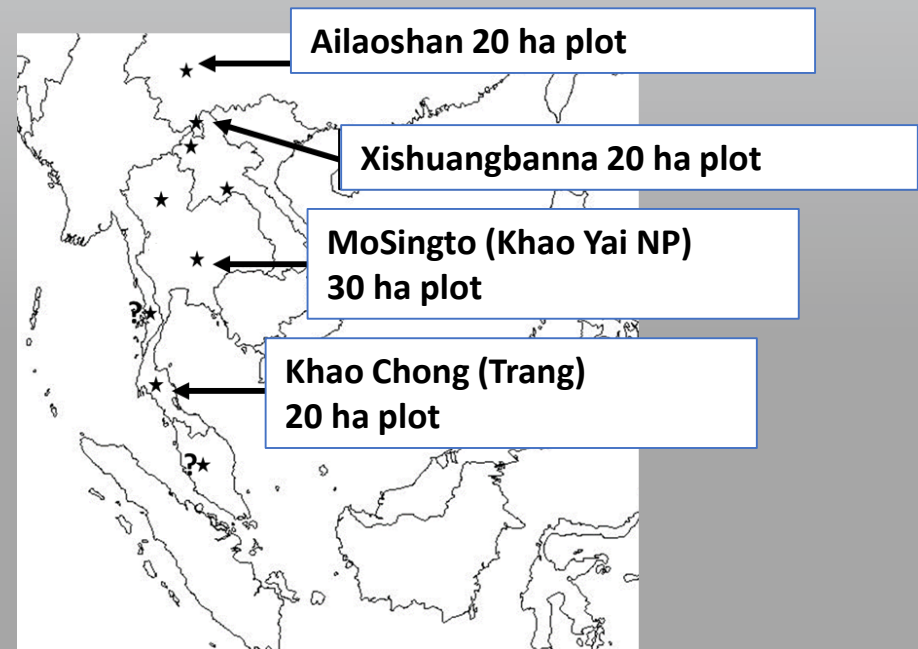 Ailaoshan 20 ha plot
Xishuangbanna 20 ha plot
MoSingto (Khao Yai NP)
30 ha plot
?
Khao Chong (Trang)
20 ha plot
?